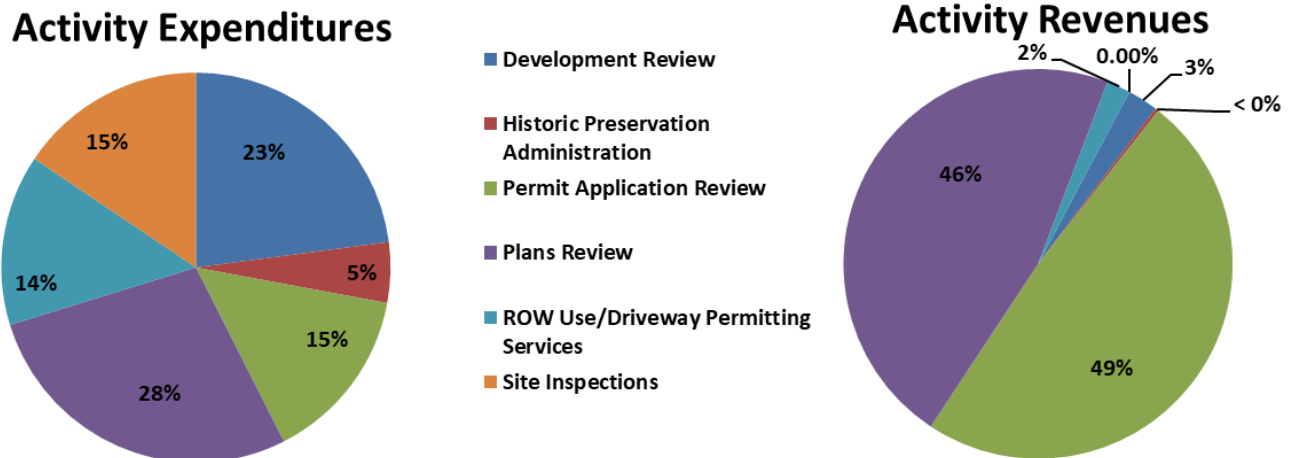 Activity Expenditures
15%
23%
14%
5%
15%
28%
Development Review
Historic Preservation
Administration
Permit Application Review
Plans Review
ROW Use/Driveway Permitting
Services
Site Inspections
Activity Revenues
2%
0.00%
3%
< 0%
46%
49%